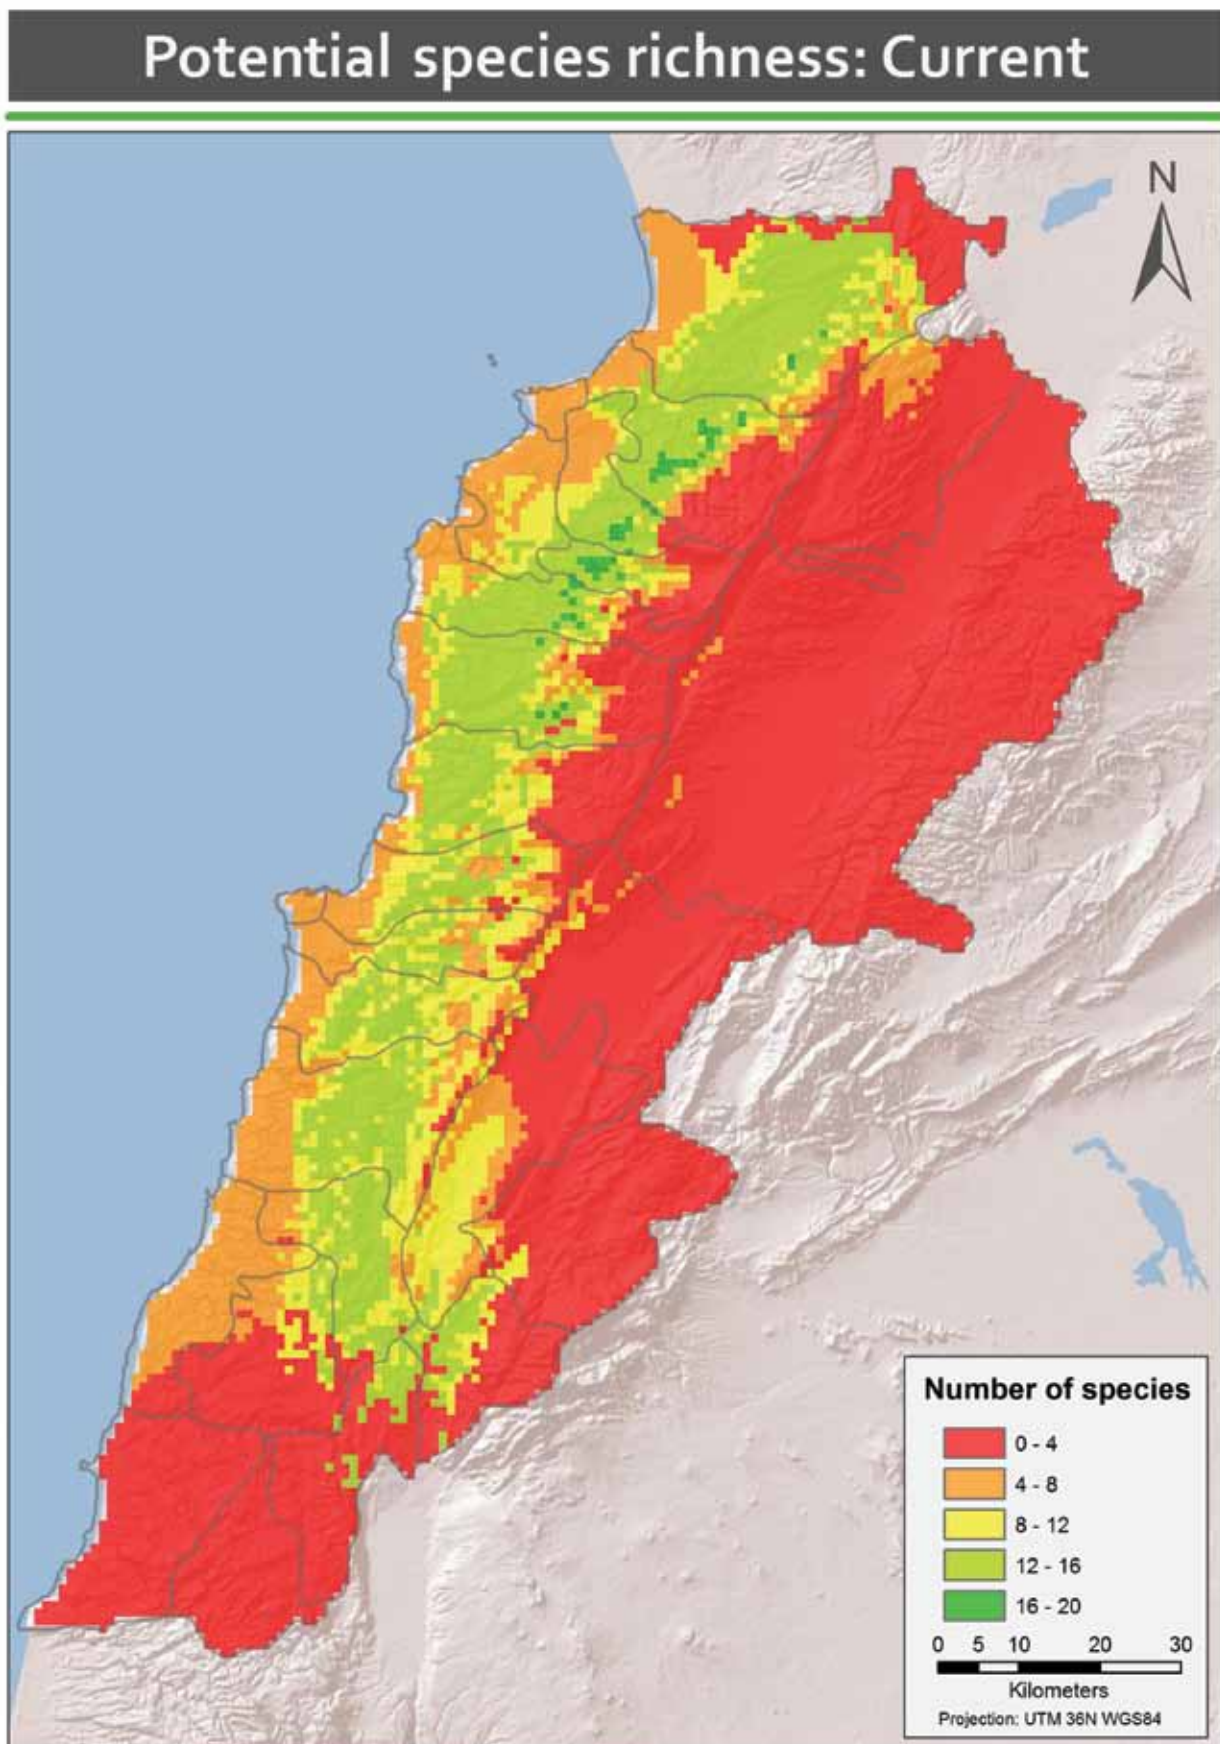 Potential species richness: Current
N
Number of species
0 - 4
4 - 8
8 - 12
12 - 16
16 - 20
0 5 10 20 30
Kilometers
Projection: UTM 36N WGS84